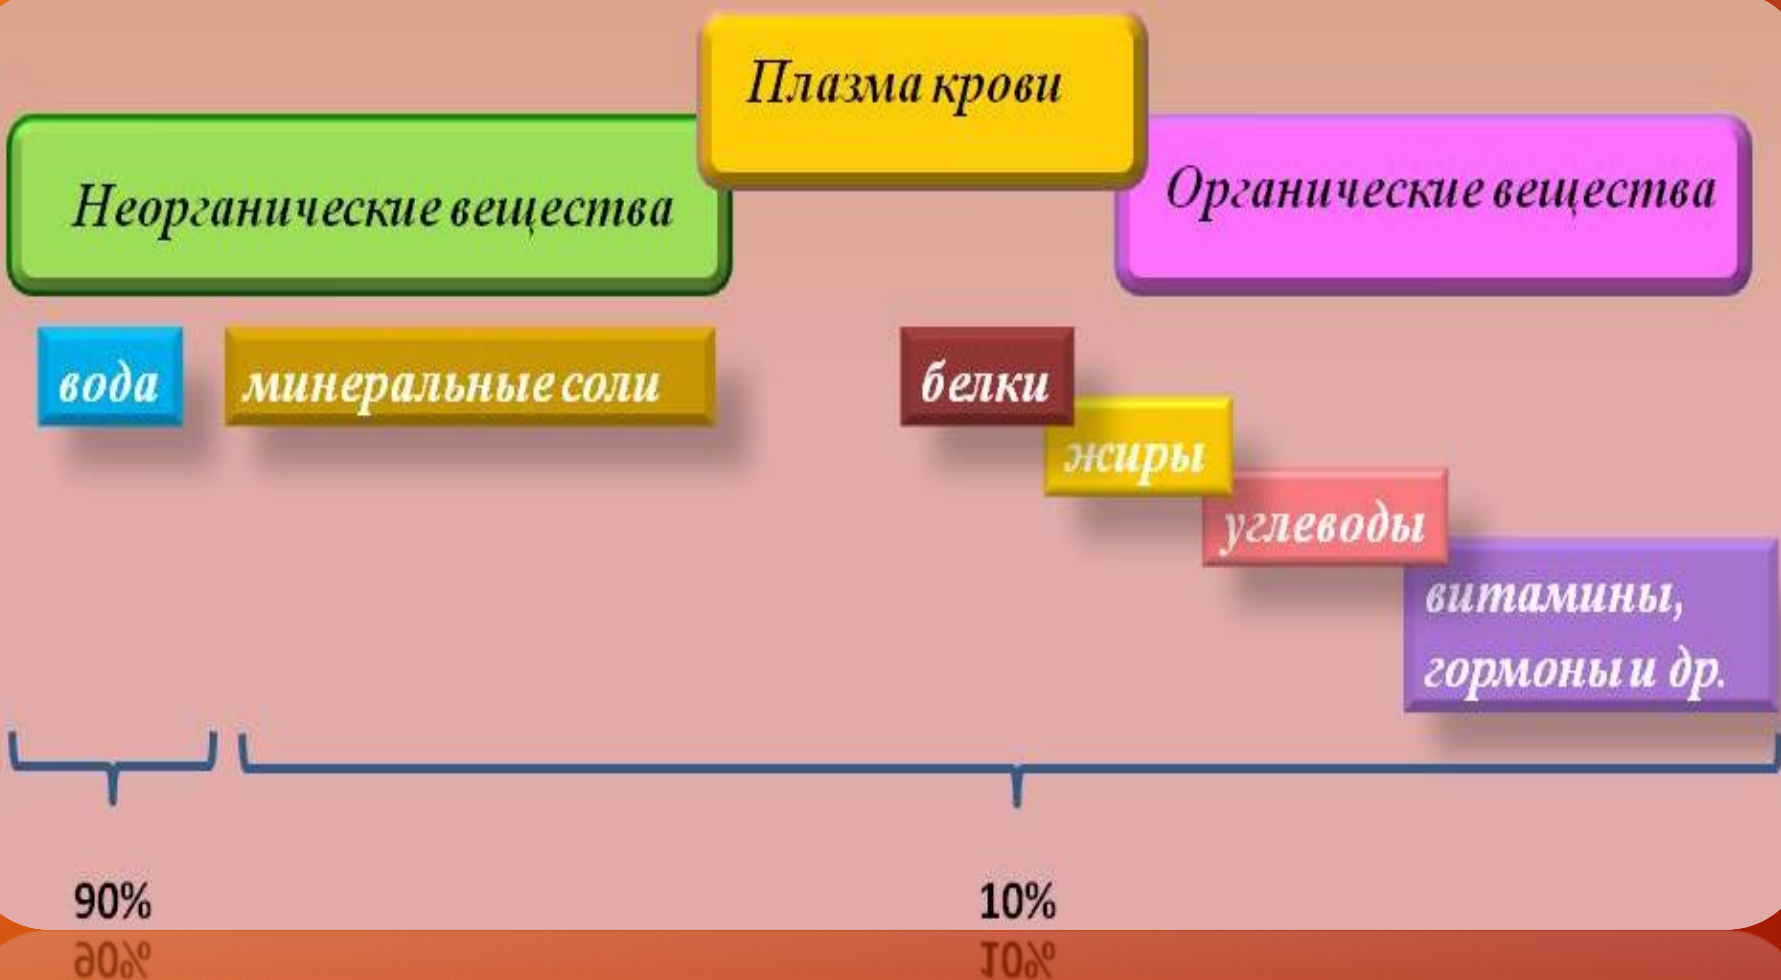 Плазма крови
Неорганические вещества
Органические вещества
вода
минеральные соли
белки
жиры
углеводы
витамины,
гормоны и др.
90%
10%